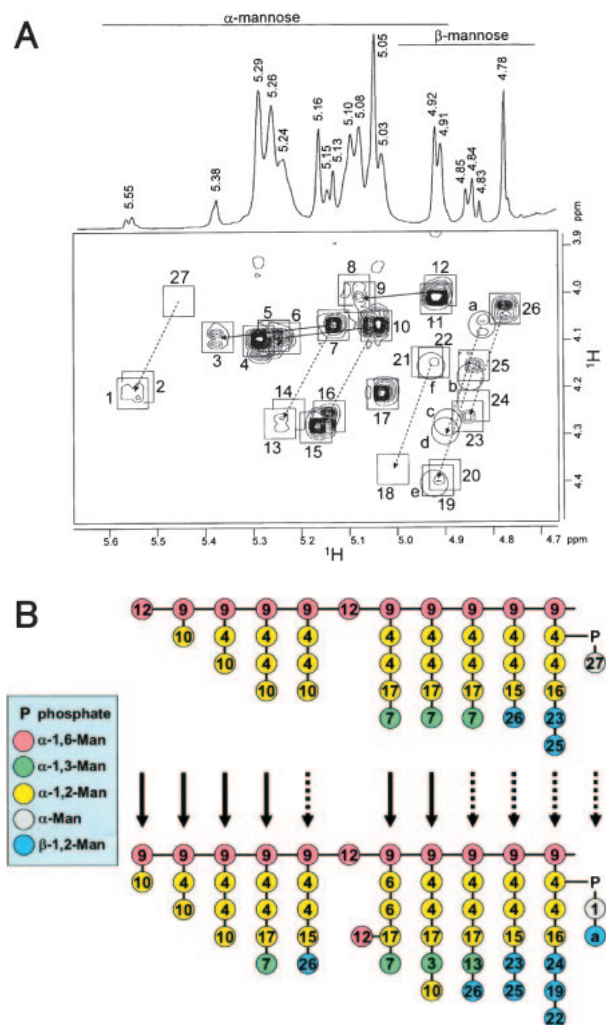 A
α-mannose
β-mannose
5.55
5.38
5.29
5.26
5.24
5.16
5.15
5.13
5.10
5.08
5.05
5.03
4.92
4.91
4.85
4.84
4.83
4.78
ppm
3.9
27
8
12
4.0
9
5
6
11
a
26
10
7
22
4.1
3
4
21
25
1H
14
16
f
b
4.2
1
2
17
c
24
13
15
d
23
4.3
18
20
4.4
e
19
5.6
5.5
5.4
5.3
5.2
5.1
5.0
4.9
4.8
4.7
ppm
1H
B
12 9 9 9 9 12 9 9 9 9 9
10 4 4 4 4 4 4 4 4 P
10 4 4 4 4 4 4 4 27
10 10 17 17 17 15 16
7 7 7 26 23
25
P phosphate
α-1,6-Man
α-1,3-Man
α-1,2-Man
α-Man
β-1,2-Man
9 9 9 9 9 12 9 9 9 9 9
10 4 4 4 4 6 4 4 4 4 P
10 4 4 4 6 4 4 4 4 1
10 17 15 12 17 17 17 15 16 a
7 26 7 3 13 23 24
10 26 25 19
22